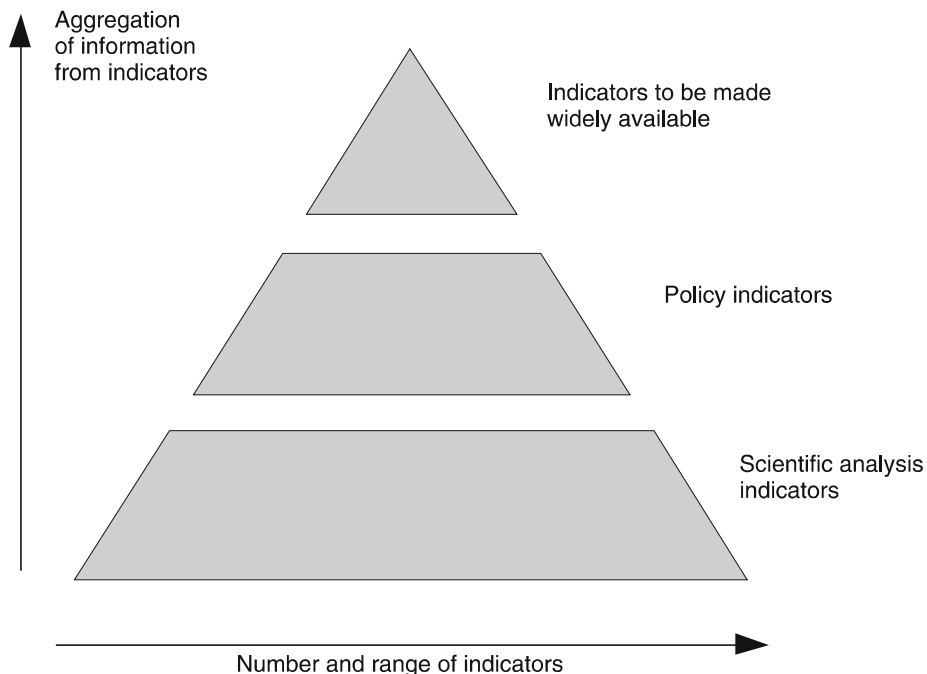 Aggregation
of information
from indicators
Indicators to be made
widely available
Policy indicators
Scientific analysis
indicators
Number and range of indicators